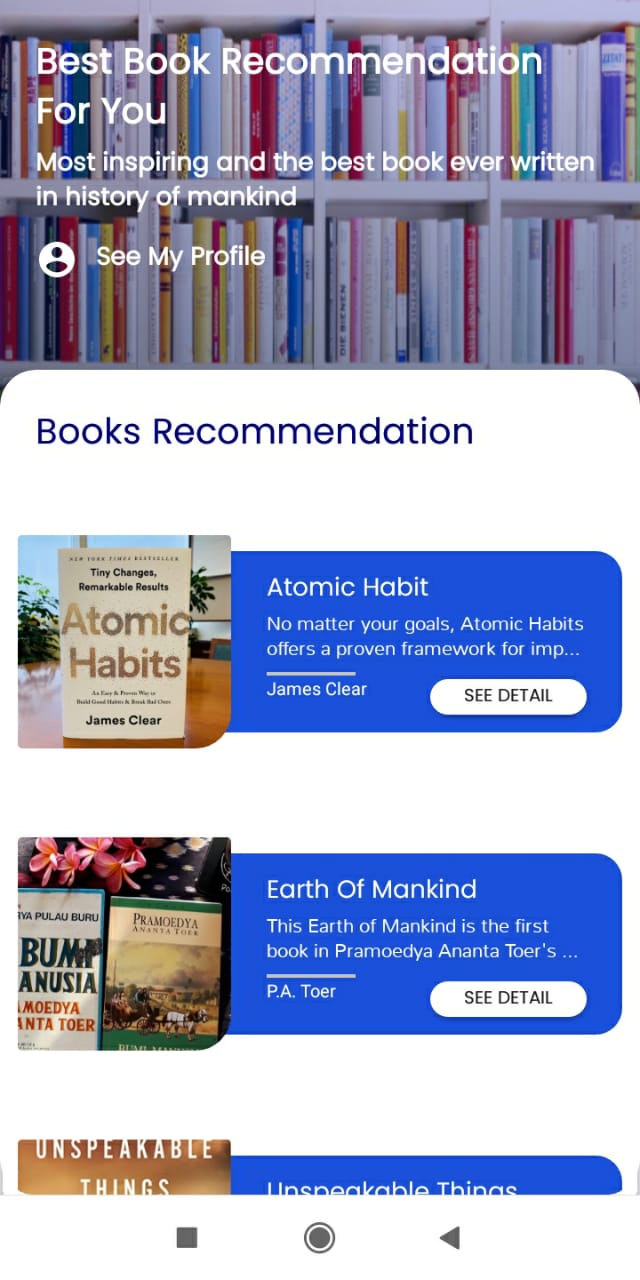 Best Book Recommendation
For You
Most inspiring and the best book ever written
in history of mankind
See My Profile
DIE BIENEN
Books Recommendation
NEW YORK TIMES BESTSELLER
Tiny Changes,
Remarkable Results
Atomic
Habits
An Easy & Proven Way to
Build Good Habits & Break Bad Ones
James Clear
Atomic Habit
No matter your goals, Atomic Habits
offers a proven framework for imp...
James Clear
SEE DETAIL
RYA PULAU BURU
BUMI
ANUSIA
AMOEDYA
ANTA TOER
PRAMOEDYA
ANANTA TOER
Earth Of Mankind
This Earth of Mankind is the first
book in Pramoedya Ananta Toer's ...
P.A. Toer
SEE DETAIL
UNSPEAKABLE
THINGS
Unspeakable Things